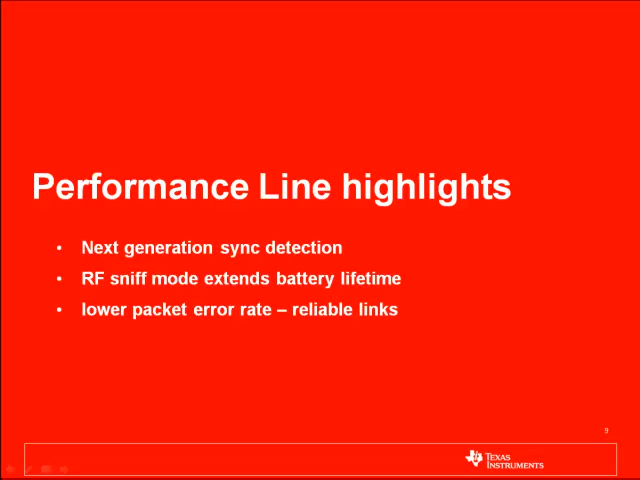 Performance Line highlights
• Next generation sync detection
• RF sniff mode extends battery lifetime
• lower packet error rate – reliable links
9
TEXAS
INSTRUMENTS